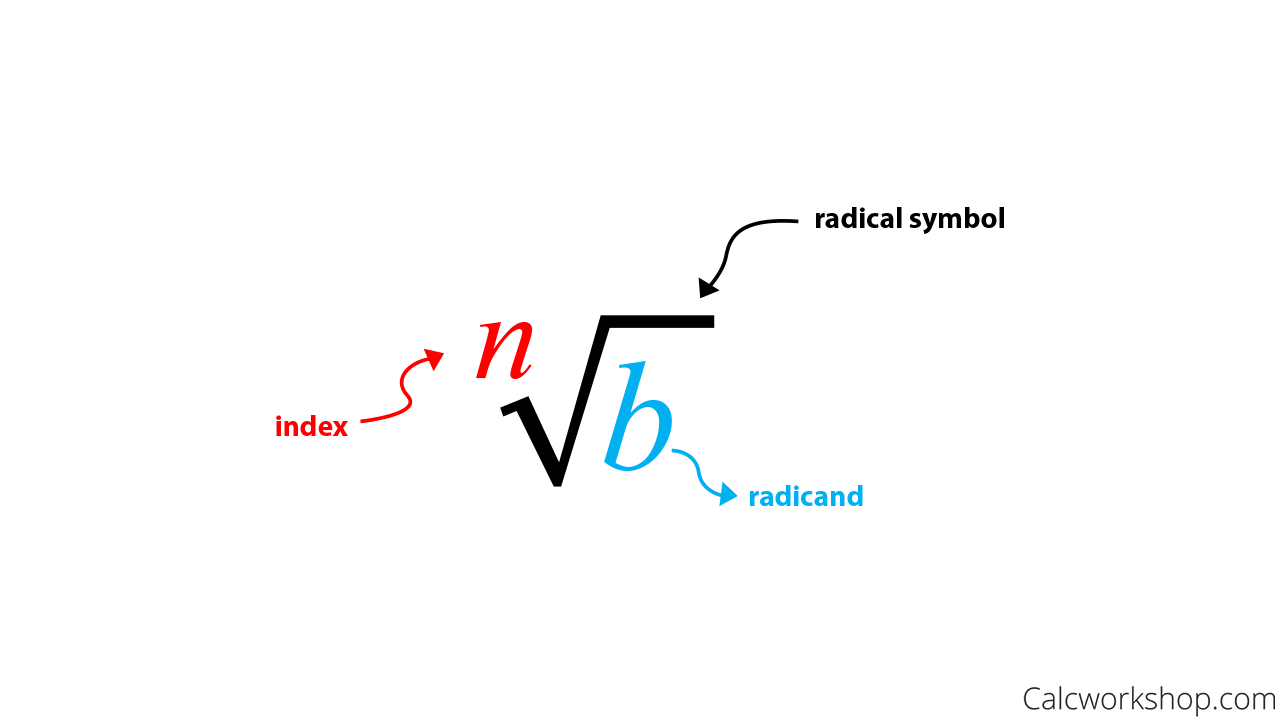 radical symbol
n
b
index
radicand
Calcworkshop.com